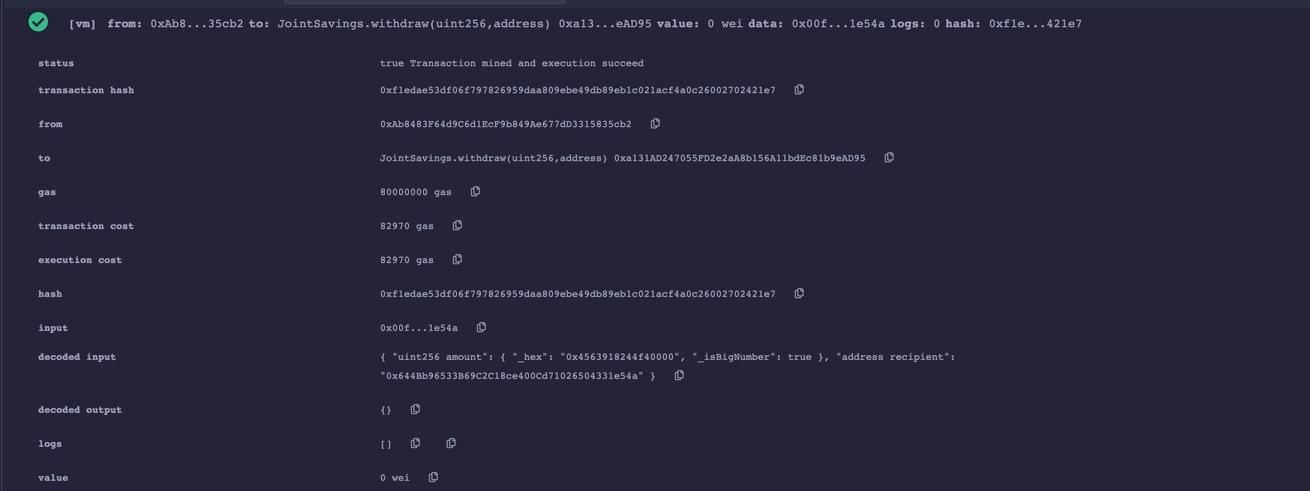 [vm] from: 0xAb8...35cb2 to: JointSavings.withdraw(uint256,address) 0xa13...eAD95 value: 0 wei data: 0x00f...1e54a logs: 0 hash: 0xf1e...421e7
status true Transaction mined and execution succeed
transaction hash 0xf1edae53df06f797826959daa809ebe49db89eb1c021acf4a0c26002702421e7
from 0xAb8483F64d9C6d1EcF9b849Ae677dD3315835cb2
to JointSavings.withdraw(uint256,address) 0xa131AD247055FD2e2aA8b156A11bdEc81b9eAD95
gas 80000000 gas
transaction cost 82970 gas
execution cost 82970 gas
hash 0xf1edae53df06f797826959daa809ebe49db89eb1c021acf4a0c26002702421e7
input 0x00f...1e54a
decoded input { "uint256 amount": { "_hex": "0x4563918244f40000", "_isBigNumber": true }, "address recipient":
"0x644Bb96533B69C2C18ce400Cd71026504331e54a" }
decoded output {}
logs []
value 0 wei